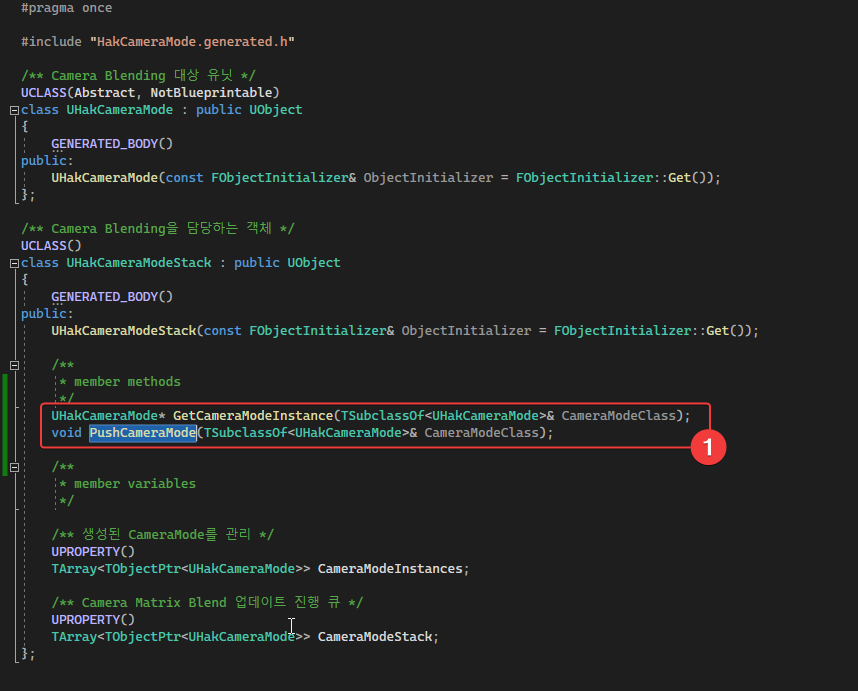 #pragma once
#include "HakCameraMode.generated.h"
/** Camera Blending 대상 유닛 */
UCLASS(Abstract, NotBlueprintable)
class UHakCameraMode : public UObject
{
GENERATED_BODY()
public:
UHakCameraMode(const FObjectInitializer& ObjectInitializer = FObjectInitializer::Get());
};
/** Camera Blending을 담당하는 객체 */
UCLASS()
class UHakCameraModeStack : public UObject
{
GENERATED_BODY()
public:
UHakCameraModeStack(const FObjectInitializer& ObjectInitializer = FObjectInitializer::Get());
/**
* member methods
*/
UHakCameraMode* GetCameraModeInstance(TSubclassOf<UHakCameraMode>& CameraModeClass);
void PushCameraMode(TSubclassOf<UHakCameraMode>& CameraModeClass);
1
/**
* member variables
*/
/** 생성된 CameraMode를 관리 */
UPROPERTY()
TArray<TObjectPtr<UHakCameraMode>> CameraModeInstances;
/** Camera Matrix Blend 업데이트 진행 큐 */
UPROPERTY()
TArray<TObjectPtr<UHakCameraMode>> CameraModeStack;
};